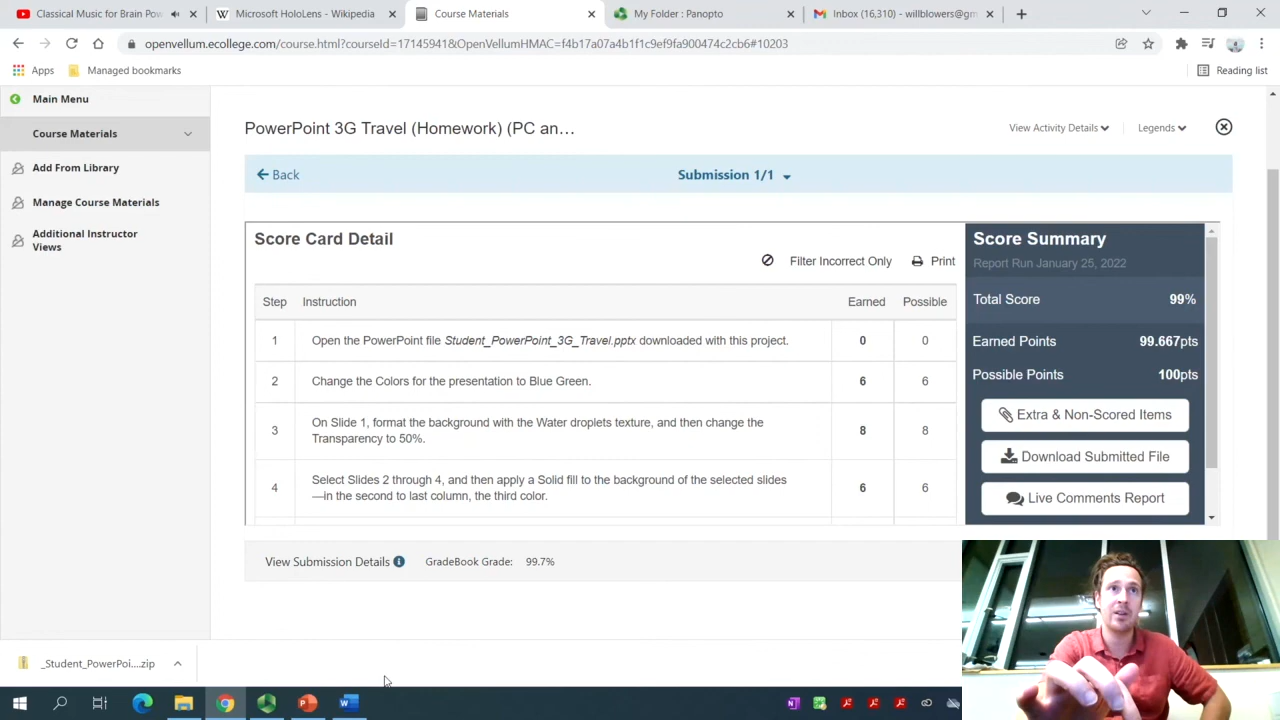 Classical Music for Brain Pow
Microsoft HoloLens - Wikipedia
Course Materials
My Folder : Panopto
Inbox (16,310) - willblowers@gm
openvellum.ecollege.com/course.html?courseId=17145941&OpenVellumHMAC=f4b17a07a4b1f1c9ef9fa900474c2cb6#10203
Apps
Managed bookmarks
Reading list
Main Menu
Course Materials
Add From Library
Manage Course Materials
Additional Instructor
Views
PowerPoint 3G Travel (Homework) (PC an…
View Activity Details
Legends
Back
Submission 1/1
Score Card Detail
Filter Incorrect Only
Print
Step Instruction Earned Possible
1 Open the PowerPoint file Student_PowerPoint_3G_Travel.pptx downloaded with this project. 0 0
2 Change the Colors for the presentation to Blue Green. 6 6
3 On Slide 1, format the background with the Water droplets texture, and then change the
Transparency to 50%. 8 8
4 Select Slides 2 through 4, and then apply a Solid fill to the background of the selected slides
—in the second to last column, the third color. 6 6
Score Summary
Report Run January 25, 2022
Total Score 99%
Earned Points 99.667pts
Possible Points 100pts
Extra & Non-Scored Items
Download Submitted File
Live Comments Report
View Submission Details
GradeBook Grade: 99.7%
_Student_PowerPoi....zip